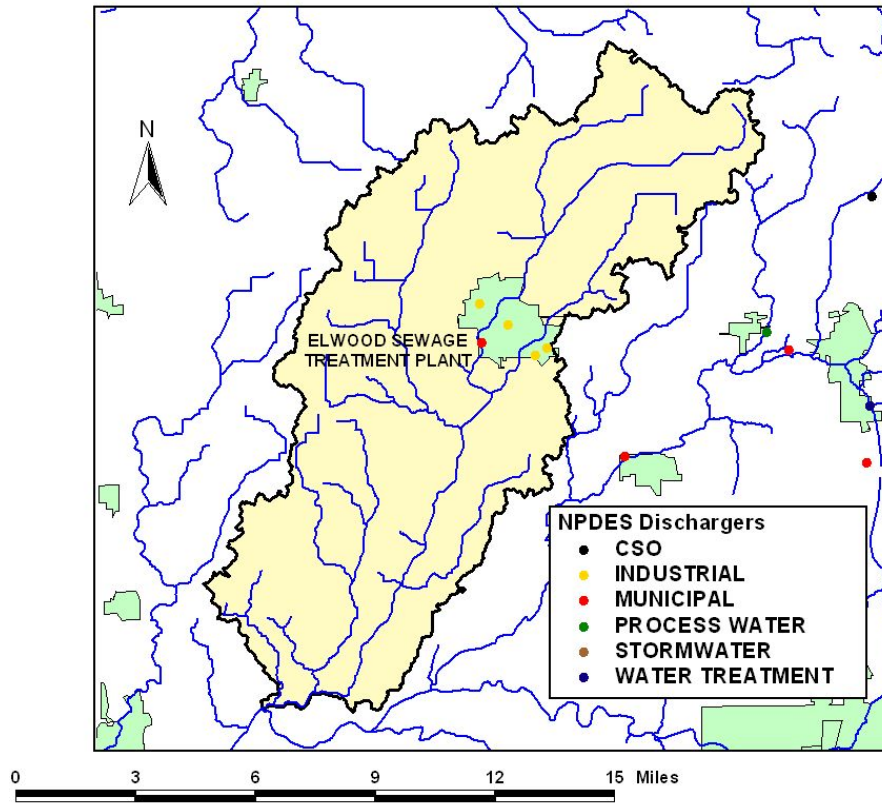 N
ELWOOD SEWAGE
TREATMENT PLANT
NPDES Dischargers
CSO
INDUSTRIAL
MUNICIPAL
PROCESS WATER
STORMWATER
WATER TREATMENT
0 3 6 9 12 15 Miles